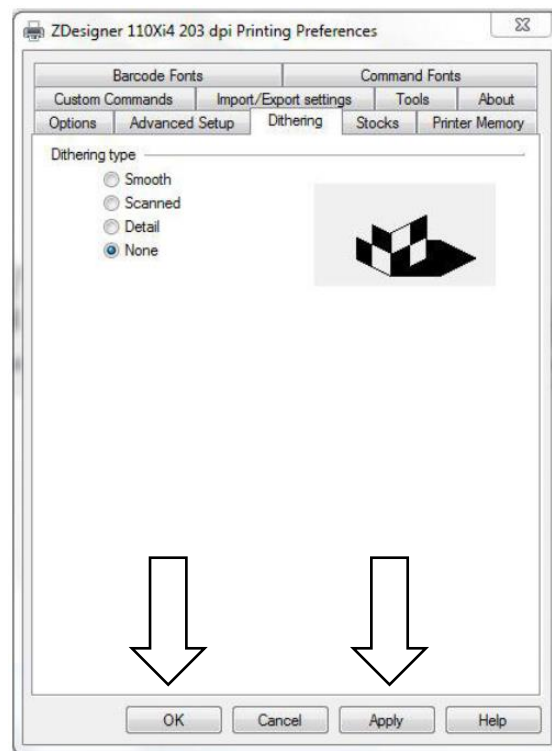 ZDesigner 110Xi4 203 dpi Printing Preferences
Barcode Fonts Command Fonts
Custom Commands Import/Export settings Tools About
Options Advanced Setup Dithering Stocks Printer Memory
Dithering type
Smooth
Scanned
Detail
None
OK Cancel Apply Help